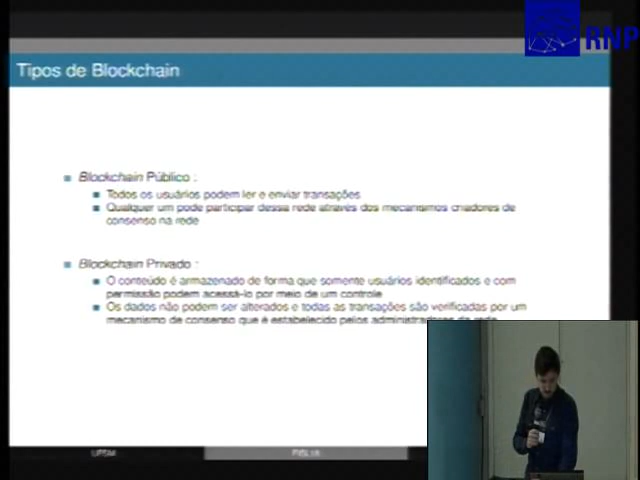 RNP
Tipos de Blockchain
Blockchain Público :
Todos os usuários podem ler e enviar transações
Qualquer um pode participar dessa rede através dos mecanismos criadores de
consenso na rede
Blockchain Privado :
O conteúdo é armazenado de forma que somente usuários identificados e com
permissão podem acessá-lo por meio de um controle
Os dados não podem ser alterados e todas as transações são verificadas por um
mecanismo de consenso que é estabelecido pelos administradores da rede